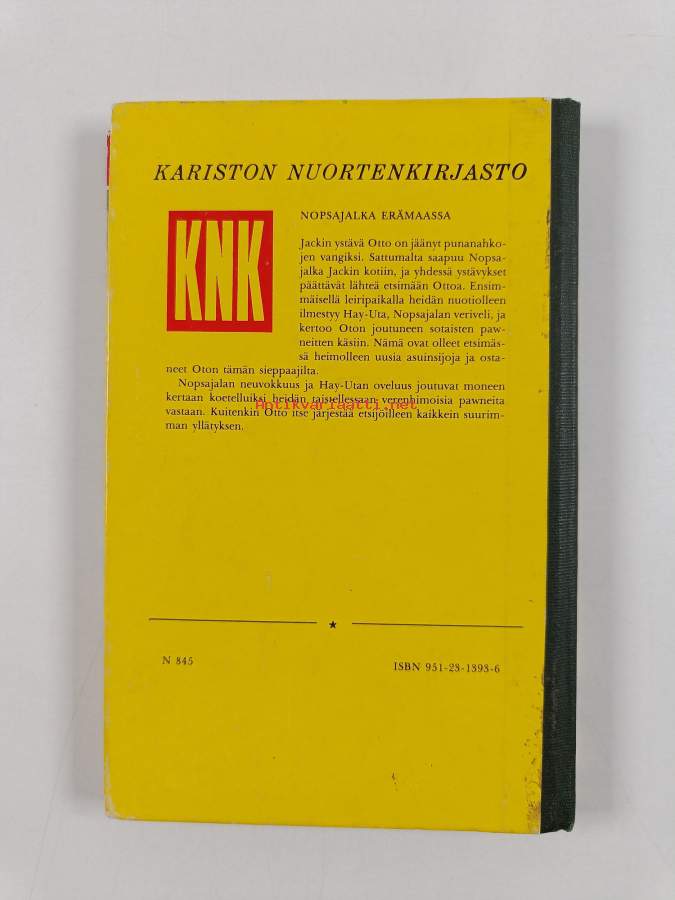 KARISTON NUORTENKIRJASTO
KNK
NOPSAJALKA ERÄMAASSA
Jackin ystävä Otto on jäänyt punanahko-
jen vangiksi. Sattumalta saapuu Nopsa-
jalka Jackin kotiin, ja yhdessä ystävykset
päättävät lähteä etsimään Ottoa. Ensim-
mäisellä leiripaikalla heidän nuotiolleen
ilmestyy Hay-Uta, Nopsajalan veriveli, ja
kertoo Oton joutuneen sotaisten paw-
neitten käsiin. Nämä ovat olleet etsimäs-
sä heimolleen uusia asuinsijoja ja osta-
neet Oton tämän sieppaajilta.
Nopsajalan neuvokkuus ja Hay-Utan oveluus joutuvat moneen
kertaan koetelluiksi heidän taistellessaan verenhimoisia pawneita
Antikvariaatti.net
vastaan. Kuitenkin Otto itse järjestää etsijöilleen kaikkein suurim-
man yllätyksen.
N 845
ISBN 951-23-1393-6